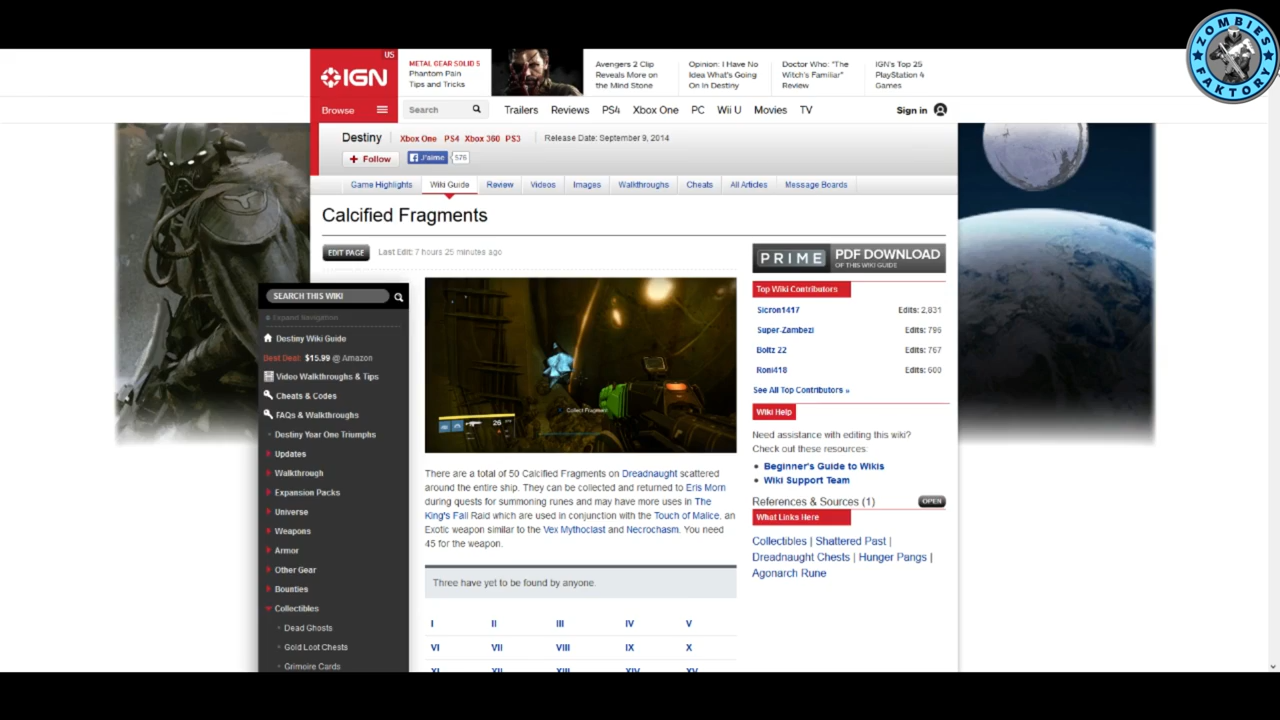 ZOMBIES FAKTORY
US
IGN
METAL GEAR SOLID 5
Phantom Pain
Tips and Tricks
Avengers 2 Clip
Reveals More on
the Mind Stone
Opinion: I Have No
Idea What's Going
On in Destiny
Doctor Who: "The
Witch's Familiar"
Review
IGN's Top 25
PlayStation 4
Games
Browse
Search
Trailers Reviews PS4 Xbox One PC Wii U Movies TV
Sign in
Destiny
Xbox One PS4 Xbox 360 PS3
Release Date: September 9, 2014
+ Follow
J'aime 576
Game Highlights Wiki Guide Review Videos Images Walkthroughs Cheats All Articles Message Boards
Calcified Fragments
EDIT PAGE
Last Edit: 7 hours 25 minutes ago
SEARCH THIS WIKI
Expand Navigation
Destiny Wiki Guide
Best Deal: $15.99 @ Amazon
Video Walkthroughs & Tips
Cheats & Codes
FAQs & Walkthroughs
Destiny Year One Triumphs
Updates
Walkthrough
Expansion Packs
Universe
Weapons
Armor
Other Gear
Bounties
Collectibles
Dead Ghosts
Gold Loot Chests
Grimoire Cards
Collect Fragment
26
There are a total of 50 Calcified Fragments on Dreadnaught scattered
around the entire ship. They can be collected and returned to Eris Morn
during quests for summoning runes and may have more uses in The
King's Fall Raid which are used in conjunction with the Touch of Malice, an
Exotic weapon similar to the Vex Mythoclast and Necrochasm. You need
45 for the weapon.
Three have yet to be found by anyone.
I II III IV V
VI VII VIII IX X
XI XII XIII XIV XV
PRIME PDF DOWNLOAD
OF THIS WIKI GUIDE
Top Wiki Contributors
Sicron1417 Edits: 2,831
Super-Zambezi Edits: 795
Boltz 22 Edits: 767
Roni418 Edits: 600
See All Top Contributors »
Wiki Help
Need assistance with editing this wiki?
Check out these resources:
Beginner's Guide to Wikis
Wiki Support Team
References & Sources (1) OPEN
What Links Here
Collectibles | Shattered Past |
Dreadnaught Chests | Hunger Pangs |
Agonarch Rune